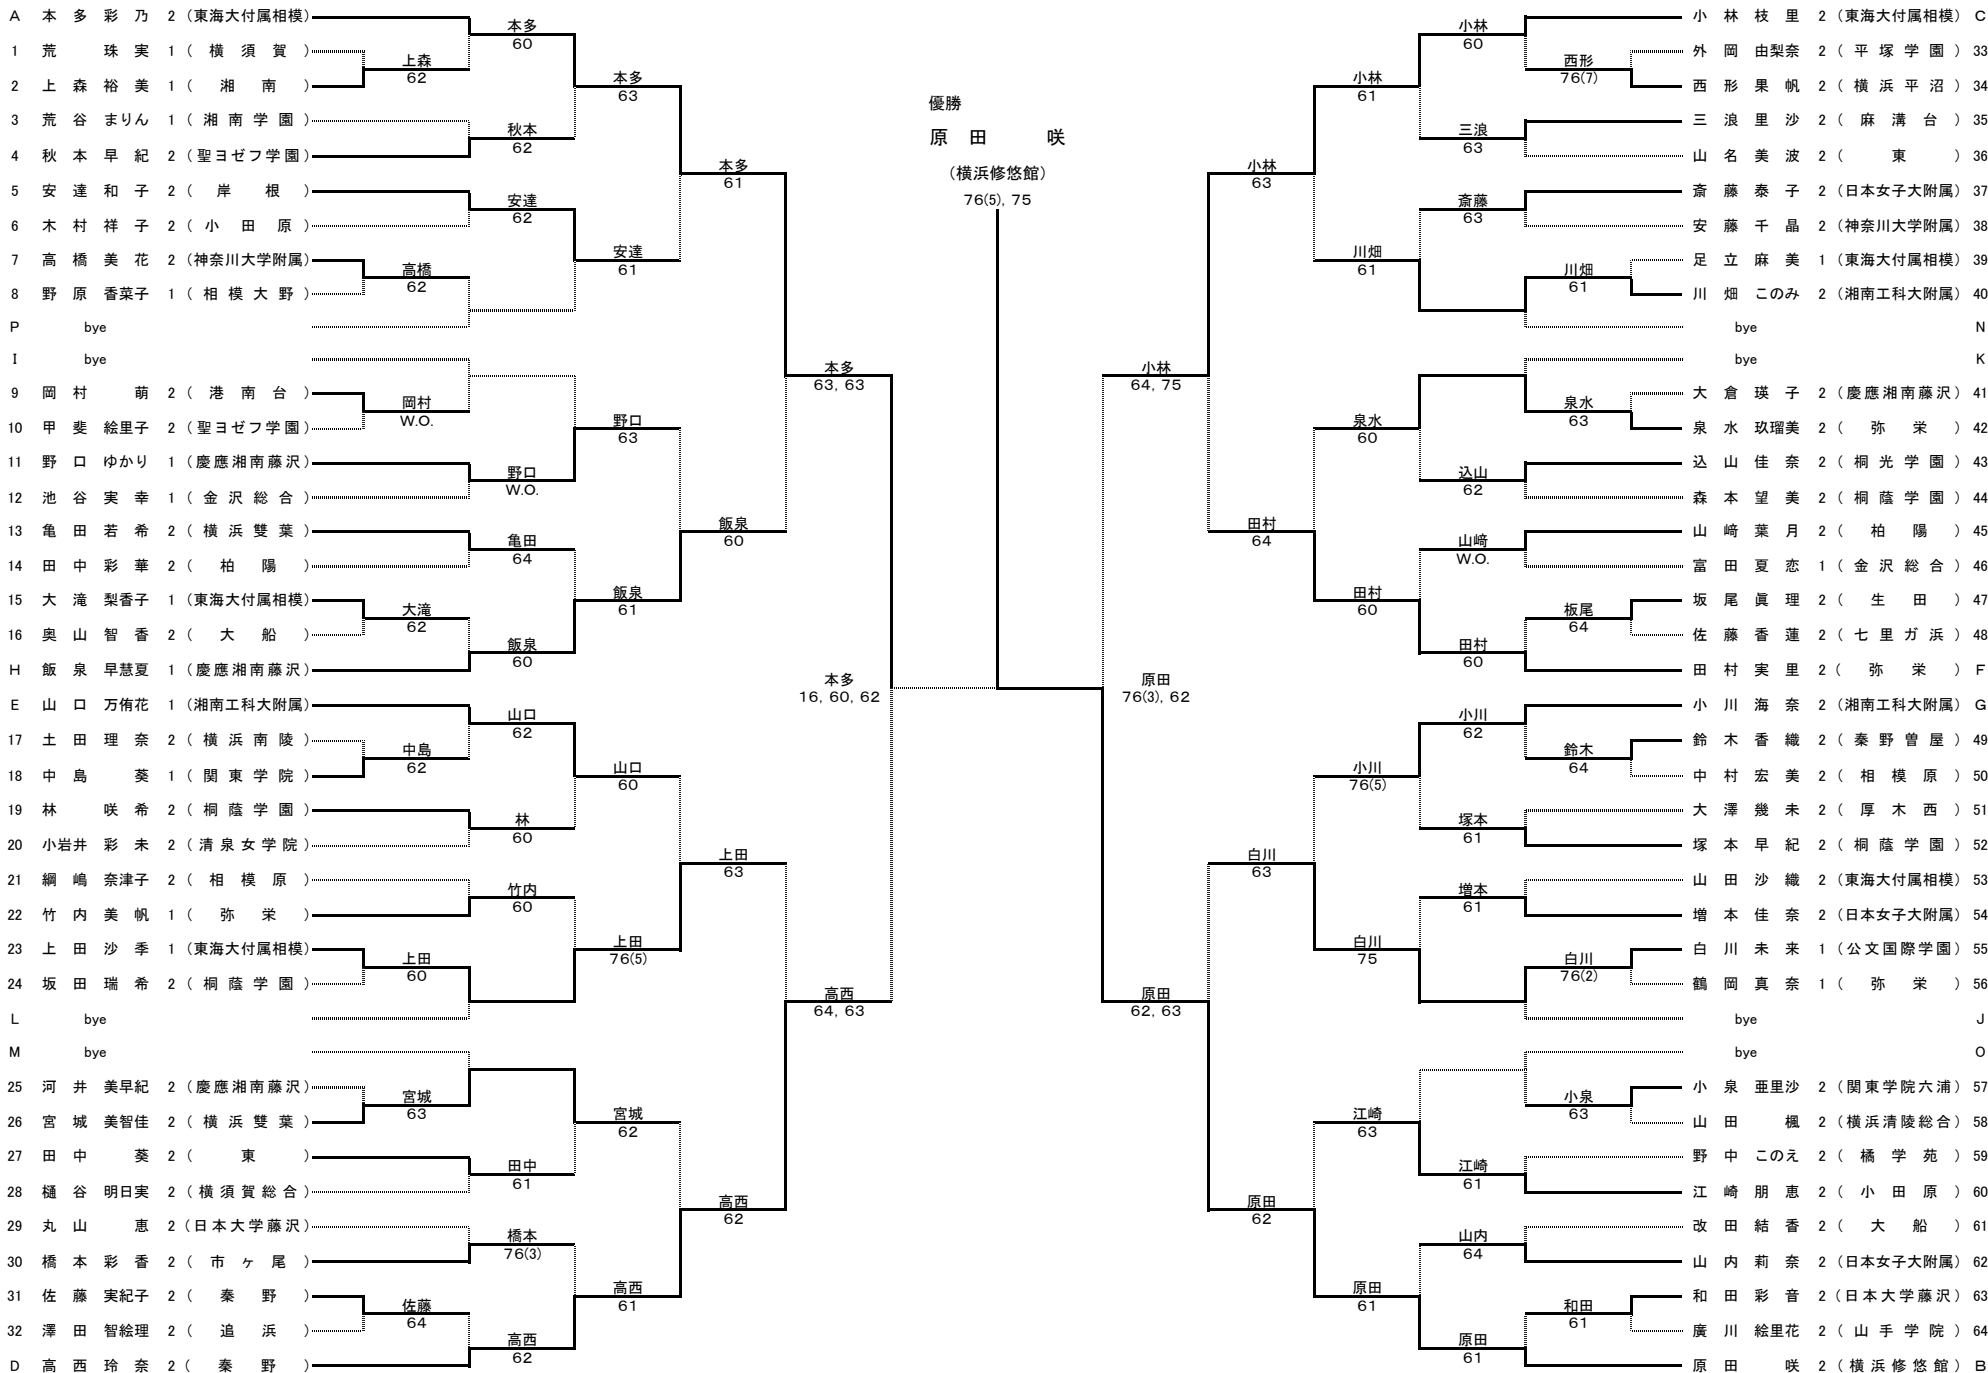 A 本多彩乃 2 (東海大付属相模)
1 荒珠実 1 (横須賀)
2 上森裕美 1 (湘南)
3 荒谷まりん 1 (湘南学園)
4 秋本早紀 2 (聖ヨゼフ学園)
5 安達和子 2 (岸根)
6 木村祥子 2 (小田原)
7 高橋美花 2 (神奈川大学附属)
8 野原香菜子 1 (相模大野)
P bye
I bye
9 岡村萌 2 (港南台)
10 甲斐絵里子 2 (聖ヨゼフ学園)
11 野口ゆかり 1 (慶應湘南藤沢)
12 池谷実幸 1 (金沢総合)
13 亀田若希 2 (横浜雙葉)
14 田中彩華 2 (柏陽)
15 大滝梨香子 1 (東海大付属相模)
16 奥山智香 2 (大船)
H 飯泉早慧夏 1 (慶應湘南藤沢)
E 山口万侑花 1 (湘南工科大附属)
17 土田理奈 2 (横浜南陵)
18 中島葵 1 (関東学院)
19 林咲希 2 (桐蔭学園)
20 小岩井彩未 2 (清泉女学院)
21 綱嶋奈津子 2 (相模原)
22 竹内美帆 1 (弥栄)
23 上田沙季 1 (東海大付属相模)
24 坂田瑞希 2 (桐蔭学園)
L bye
M bye
25 河井美早紀 2 (慶應湘南藤沢)
26 宮城美智佳 2 (横浜雙葉)
27 田中葵 2 (東)
28 樋谷明日実 2 (横須賀総合)
29 丸山恵 2 (日本大学藤沢)
30 橋本彩香 2 (市ヶ尾)
31 佐藤実紀子 2 (秦野)
32 澤田智絵理 2 (追浜)
D 高西玲奈 2 (秦野)
上森
62
高橋
62
岡村
W.O.
大滝
62
中島
62
上田
60
宮城
63
佐藤
64
本多
60
秋本
62
安達
62
野口
W.O.
亀田
64
飯泉
60
山口
62
林
60
竹内
60
田中
61
橋本
76(3)
高西
62
本多
63
安達
61
野口
63
飯泉
61
山口
60
上田
76(5)
宮城
62
高西
61
本多
61
飯泉
60
上田
63
高西
62
本多
63, 63
高西
64, 63
本多
16, 60, 62
優勝
原田 咲
(横浜修悠館)
76(5), 75
原田
76(3), 62
小林
64, 75
原田
62, 63
小林
63
田村
64
白川
63
原田
62
小林
61
川畑
61
泉水
60
田村
60
小川
76(5)
白川
75
江崎
63
原田
61
小林
60
三浪
63
斎藤
63
込山
62
山﨑
W.O.
田村
60
小川
62
塚本
61
増本
61
江崎
61
山内
64
原田
61
西形
76(7)
川畑
61
泉水
63
板尾
64
鈴木
64
白川
76(2)
小泉
63
和田
61
小林枝里 2 (東海大付属相模) C
外岡由梨奈 2 (平塚学園) 33
西形果帆 2 (横浜平沼) 34
三浪里沙 2 (麻溝台) 35
山名美波 2 (東) 36
斎藤泰子 2 (日本女子大附属) 37
安藤千晶 2 (神奈川大学附属) 38
足立麻美 1 (東海大付属相模) 39
川畑このみ 2 (湘南工科大附属) 40
bye N
bye K
大倉瑛子 2 (慶應湘南藤沢) 41
泉水玖瑠美 2 (弥栄) 42
込山佳奈 2 (桐光学園) 43
森本望美 2 (桐蔭学園) 44
山﨑葉月 2 (柏陽) 45
富田夏恋 1 (金沢総合) 46
坂尾眞理 2 (生田) 47
佐藤香蓮 2 (七里ガ浜) 48
田村実里 2 (弥栄) F
小川海奈 2 (湘南工科大附属) G
鈴木香織 2 (秦野曽屋) 49
中村宏美 2 (相模原) 50
大澤幾未 2 (厚木西) 51
塚本早紀 2 (桐蔭学園) 52
山田沙織 2 (東海大付属相模) 53
増本佳奈 2 (日本女子大附属) 54
白川未来 1 (公文国際学園) 55
鶴岡真奈 1 (弥栄) 56
bye J
bye O
小泉亜里沙 2 (関東学院六浦) 57
山田楓 2 (横浜清陵総合) 58
野中このえ 2 (橘学苑) 59
江崎朋恵 2 (小田原) 60
改田結香 2 (大船) 61
山内莉奈 2 (日本女子大附属) 62
和田彩音 2 (日本大学藤沢) 63
廣川絵里花 2 (山手学院) 64
原田咲 2 (横浜修悠館) B